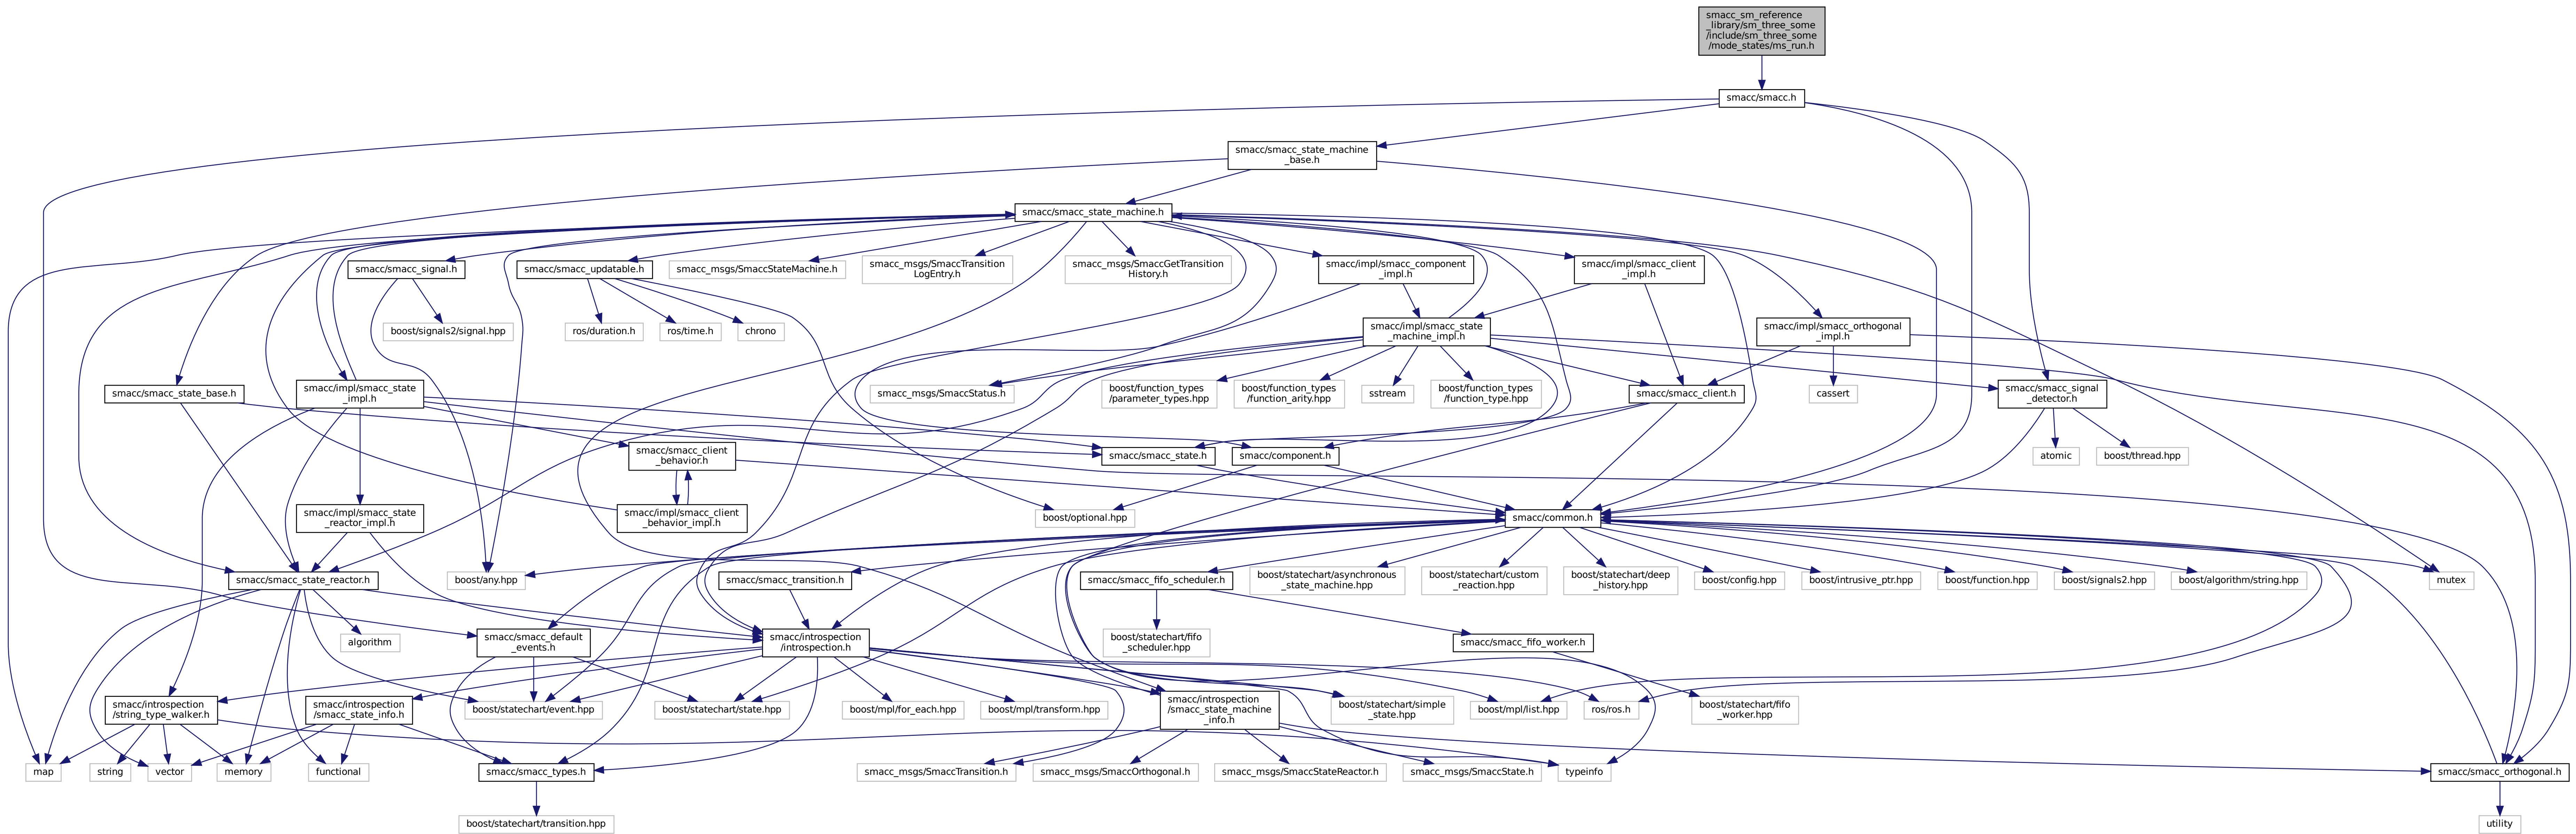 smacc_sm_reference
_library/sm_three_some
/include/sm_three_some
/mode_states/ms_run.h
smacc/smacc.h
smacc/smacc_state_machine
_base.h
smacc/smacc_state_machine.h
smacc/smacc_signal.h
smacc/smacc_updatable.h
smacc_msgs/SmaccStateMachine.h
smacc_msgs/SmaccTransition
LogEntry.h
smacc_msgs/SmaccGetTransition
History.h
smacc/impl/smacc_component
_impl.h
smacc/impl/smacc_client
_impl.h
boost/signals2/signal.hpp
ros/duration.h
ros/time.h
chrono
smacc/impl/smacc_state
_machine_impl.h
smacc/impl/smacc_orthogonal
_impl.h
smacc/smacc_state_base.h
smacc/impl/smacc_state
_impl.h
smacc_msgs/SmaccStatus.h
boost/function_types
/parameter_types.hpp
boost/function_types
/function_arity.hpp
sstream
boost/function_types
/function_type.hpp
smacc/smacc_client.h
cassert
smacc/smacc_signal
_detector.h
smacc/smacc_client
_behavior.h
smacc/smacc_state.h
smacc/component.h
atomic
boost/thread.hpp
smacc/impl/smacc_state
_reactor_impl.h
smacc/impl/smacc_client
_behavior_impl.h
boost/optional.hpp
smacc/common.h
smacc/smacc_state_reactor.h
boost/any.hpp
smacc/smacc_transition.h
smacc/smacc_fifo_scheduler.h
boost/statechart/asynchronous
_state_machine.hpp
boost/statechart/custom
_reaction.hpp
boost/statechart/deep
_history.hpp
boost/config.hpp
boost/intrusive_ptr.hpp
boost/function.hpp
boost/signals2.hpp
boost/algorithm/string.hpp
mutex
algorithm
smacc/smacc_default
_events.h
smacc/introspection
/introspection.h
boost/statechart/fifo
_scheduler.hpp
smacc/smacc_fifo_worker.h
smacc/introspection
/string_type_walker.h
smacc/introspection
/smacc_state_info.h
boost/statechart/event.hpp
boost/statechart/state.hpp
boost/mpl/for_each.hpp
boost/mpl/transform.hpp
smacc/introspection
/smacc_state_machine
_info.h
boost/statechart/simple
_state.hpp
boost/mpl/list.hpp
ros/ros.h
boost/statechart/fifo
_worker.hpp
map
string
vector
memory
functional
smacc/smacc_types.h
smacc_msgs/SmaccTransition.h
smacc_msgs/SmaccOrthogonal.h
smacc_msgs/SmaccStateReactor.h
smacc_msgs/SmaccState.h
typeinfo
smacc/smacc_orthogonal.h
boost/statechart/transition.hpp
utility